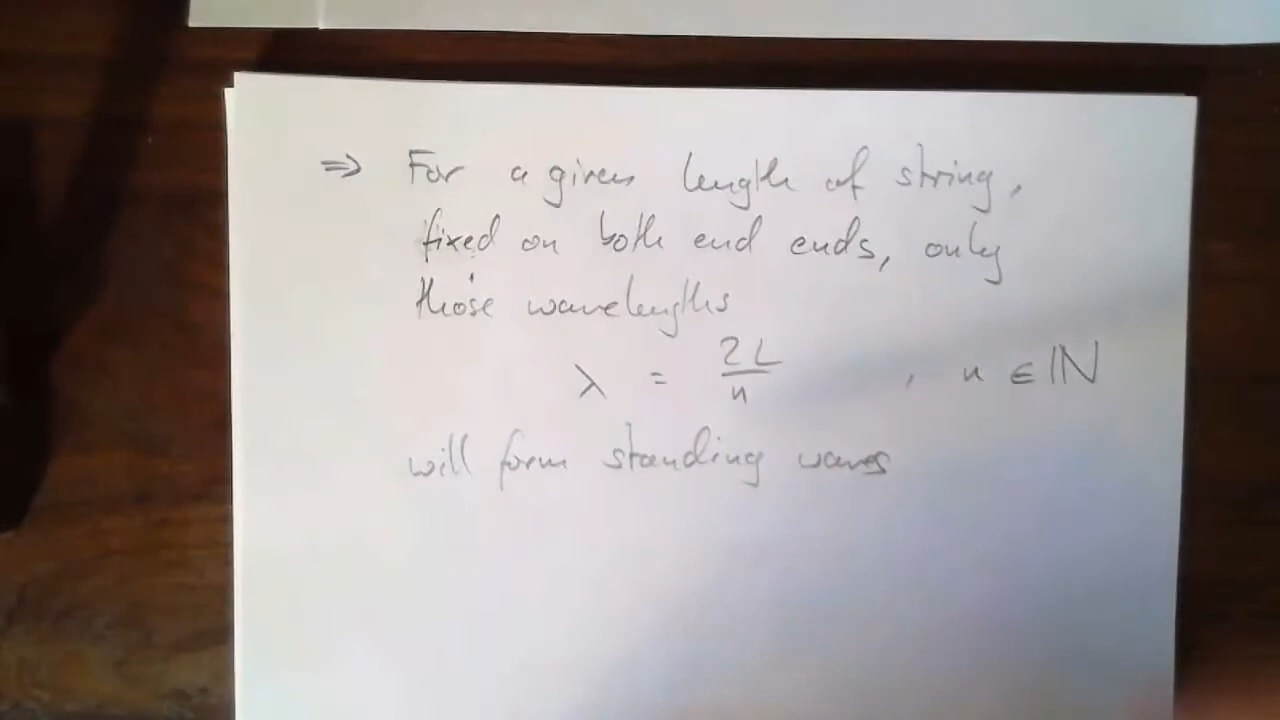 ⇒ For a given length of string,
fixed on both end ends, only
those wavelengths
λ = 2L/n , n ∈ ℕ
will form standing waves